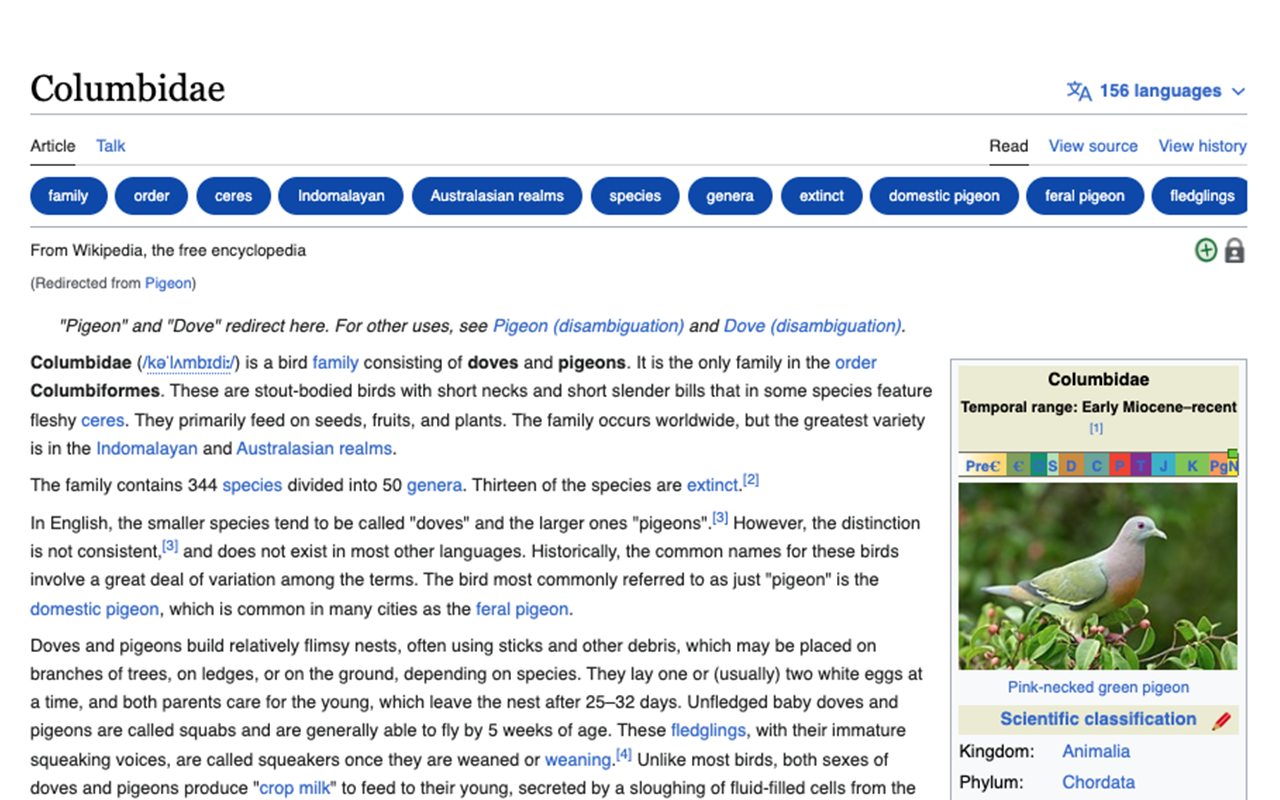 Columbidae
156 languages
Article Talk Read View source View history
family order ceres Indomalayan Australasian realms species genera extinct domestic pigeon feral pigeon fledglings
From Wikipedia, the free encyclopedia
(Redirected from Pigeon)
"Pigeon" and "Dove" redirect here. For other uses, see Pigeon (disambiguation) and Dove (disambiguation).
Columbidae (/kəˈlʌmbɪdiː/) is a bird family consisting of doves and pigeons. It is the only family in the order
Columbiformes. These are stout-bodied birds with short necks and short slender bills that in some species feature
fleshy ceres. They primarily feed on seeds, fruits, and plants. The family occurs worldwide, but the greatest variety
is in the Indomalayan and Australasian realms.
The family contains 344 species divided into 50 genera. Thirteen of the species are extinct.[2]
In English, the smaller species tend to be called "doves" and the larger ones "pigeons".[3] However, the distinction
is not consistent,[3] and does not exist in most other languages. Historically, the common names for these birds
involve a great deal of variation among the terms. The bird most commonly referred to as just "pigeon" is the
domestic pigeon, which is common in many cities as the feral pigeon.
Doves and pigeons build relatively flimsy nests, often using sticks and other debris, which may be placed on
branches of trees, on ledges, or on the ground, depending on species. They lay one or (usually) two white eggs at
a time, and both parents care for the young, which leave the nest after 25–32 days. Unfledged baby doves and
pigeons are called squabs and are generally able to fly by 5 weeks of age. These fledglings, with their immature
squeaking voices, are called squeakers once they are weaned or weaning.[4] Unlike most birds, both sexes of
doves and pigeons produce "crop milk" to feed to their young, secreted by a sloughing of fluid-filled cells from the
Columbidae
Temporal range: Early Miocene–recent
[1]
PreꞒ Ꞓ S D C P T J K PgN
Pink-necked green pigeon
Scientific classification
Kingdom: Animalia
Phylum: Chordata